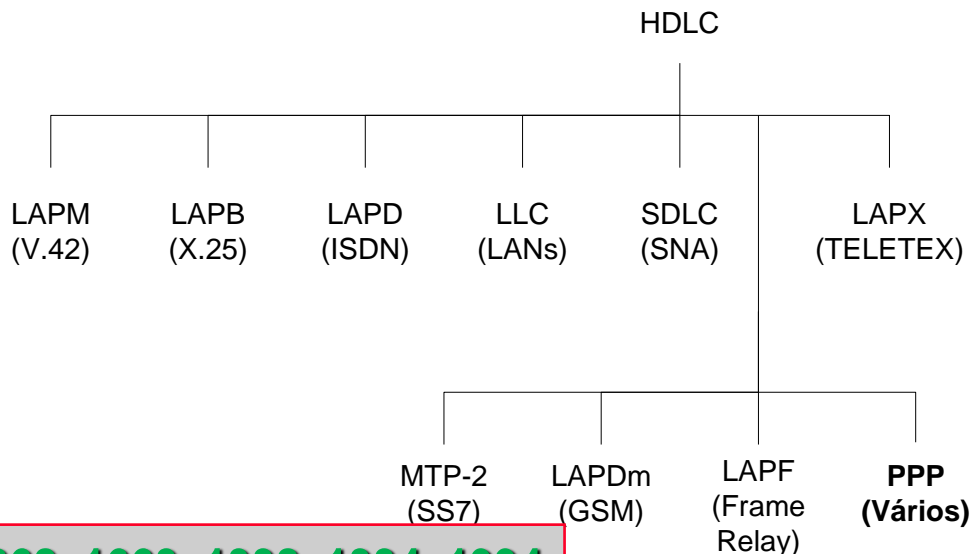 HDLC
LAPM LAPB LAPD LLC SDLC LAPX
(V.42) (X.25) (ISDN) (LANs) (SNA) (TELETEX)
MTP-2 LAPDm LAPF PPP
(SS7) (GSM) (Frame (Vários)
Relay)